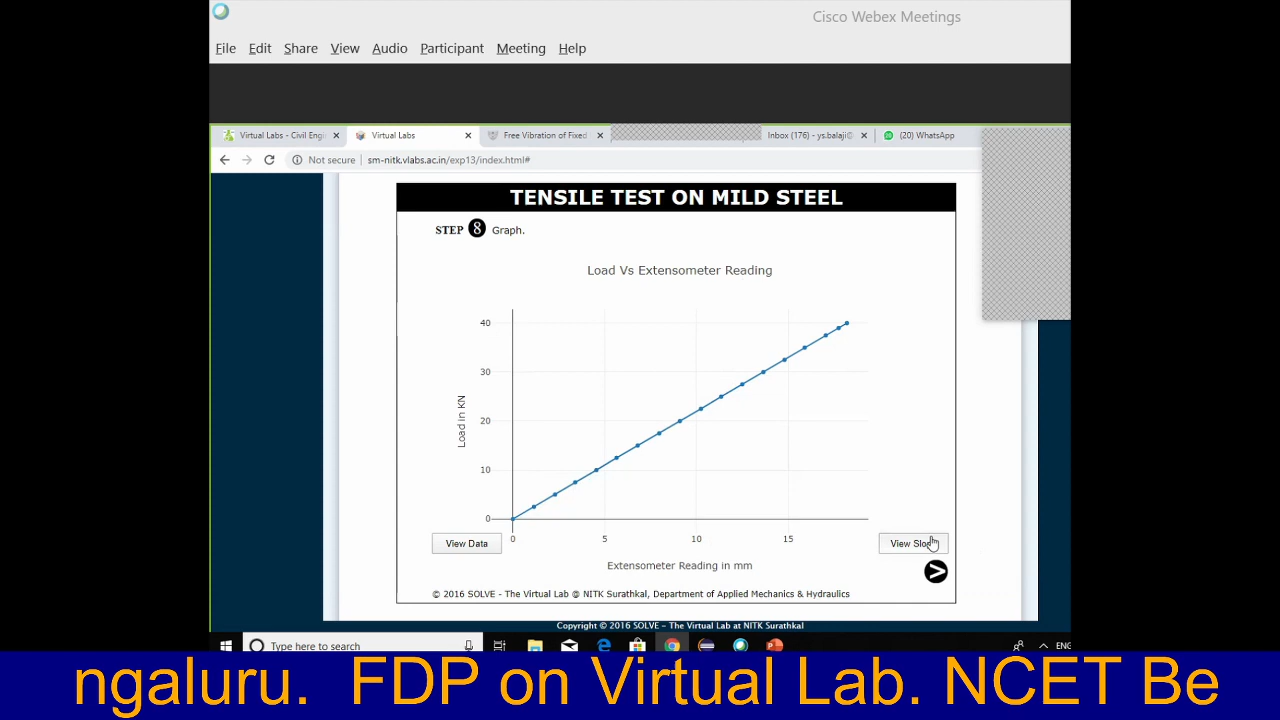 Cisco Webex Meetings
File Edit Share View Audio Participant Meeting Help
Virtual Labs - Civil Engi
Virtual Labs
Free Vibration of Fixed
Inbox (176) - ys.balaji©
(20) WhatsApp
Not secure | sm-nitk.vlabs.ac.in/exp13/index.html#
TENSILE TEST ON MILD STEEL
STEP 8 Graph.
Load Vs Extensometer Reading
40
30
20
10
0
Load in KN
0 5 10 15
Extensometer Reading in mm
View Data
View Slo
>
© 2016 SOLVE - The Virtual Lab @ NITK Surathkal, Department of Applied Mechanics & Hydraulics
Copyright © 2016 SOLVE – The Virtual Lab at NITK Surathkal
Type here to search
ENG
ngaluru. FDP on Virtual Lab. NCET Be